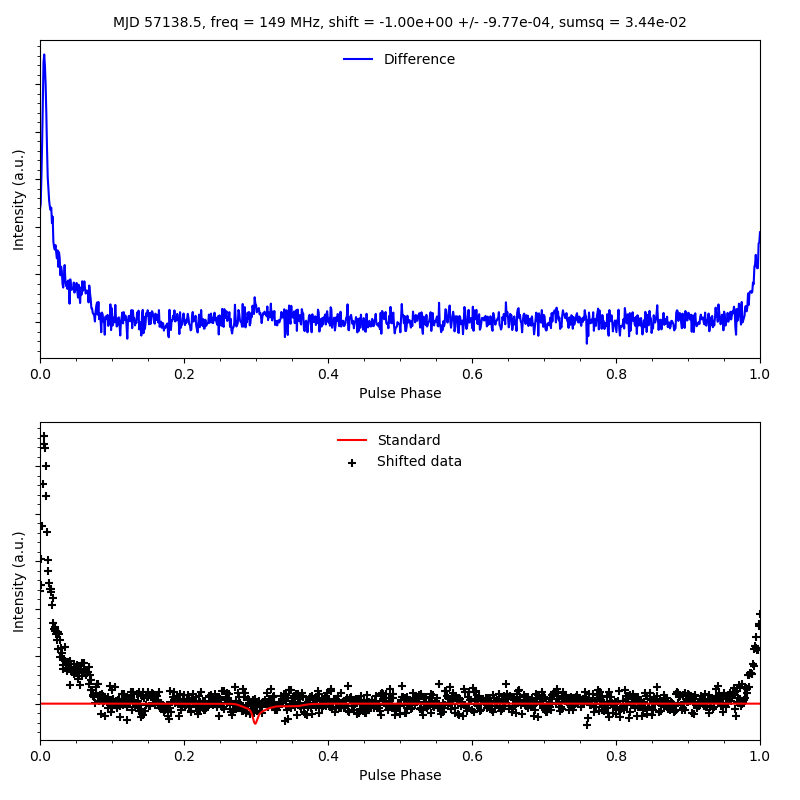 MJD 57138.5, freq = 149 MHz, shift = -1.00e+00 +/- -9.77e-04, sumsq = 3.44e-02
Difference
Intensity (a.u.)
0.0 0.2 0.4 0.6 0.8 1.0
Pulse Phase
Standard
Shifted data
Intensity (a.u.)
0.0 0.2 0.4 0.6 0.8 1.0
Pulse Phase